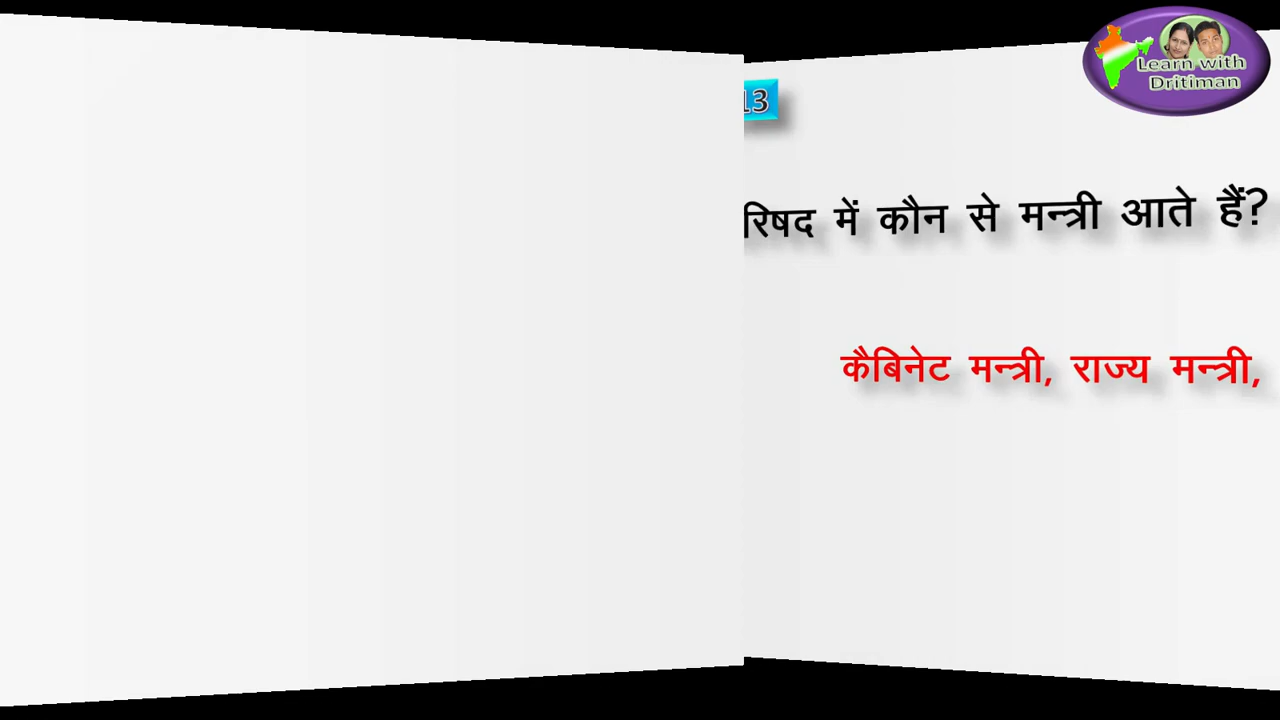 Learn with
Dritiman
13
रिषद में कौन से मन्त्री आते हैं?
कैबिनेट मन्त्री, राज्य मन्त्री,